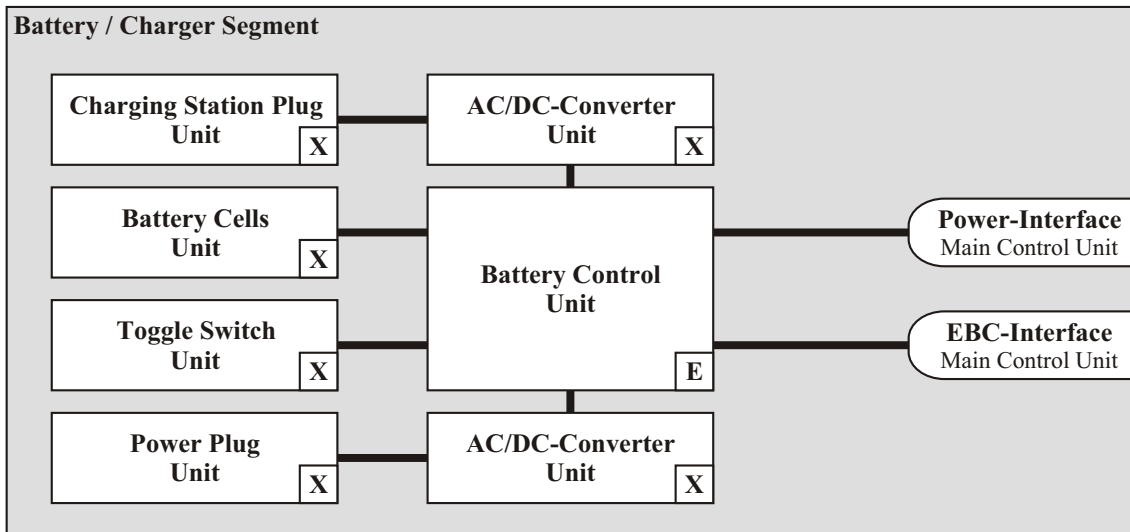 Battery / Charger Segment
Charging Station Plug
Unit
X
AC/DC-Converter
Unit
X
Battery Cells
Unit
X
Battery Control
Unit
E
Power-Interface
Main Control Unit
Toggle Switch
Unit
X
EBC-Interface
Main Control Unit
Power Plug
Unit
X
AC/DC-Converter
Unit
X